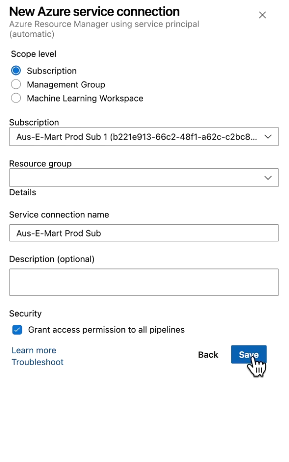 New Azure service connection
Azure Resource Manager using service principal
(automatic)
Scope level
Subscription
Management Group
Machine Learning Workspace
Subscription
Aus-E-Mart Prod Sub 1 (b221e913-66c2-48f1-a62c-c2bc8...
Resource group
Details
Service connection name
Aus-E-Mart Prod Sub
Description (optional)
Security
Grant access permission to all pipelines
Learn more
Troubleshoot
Back
Save